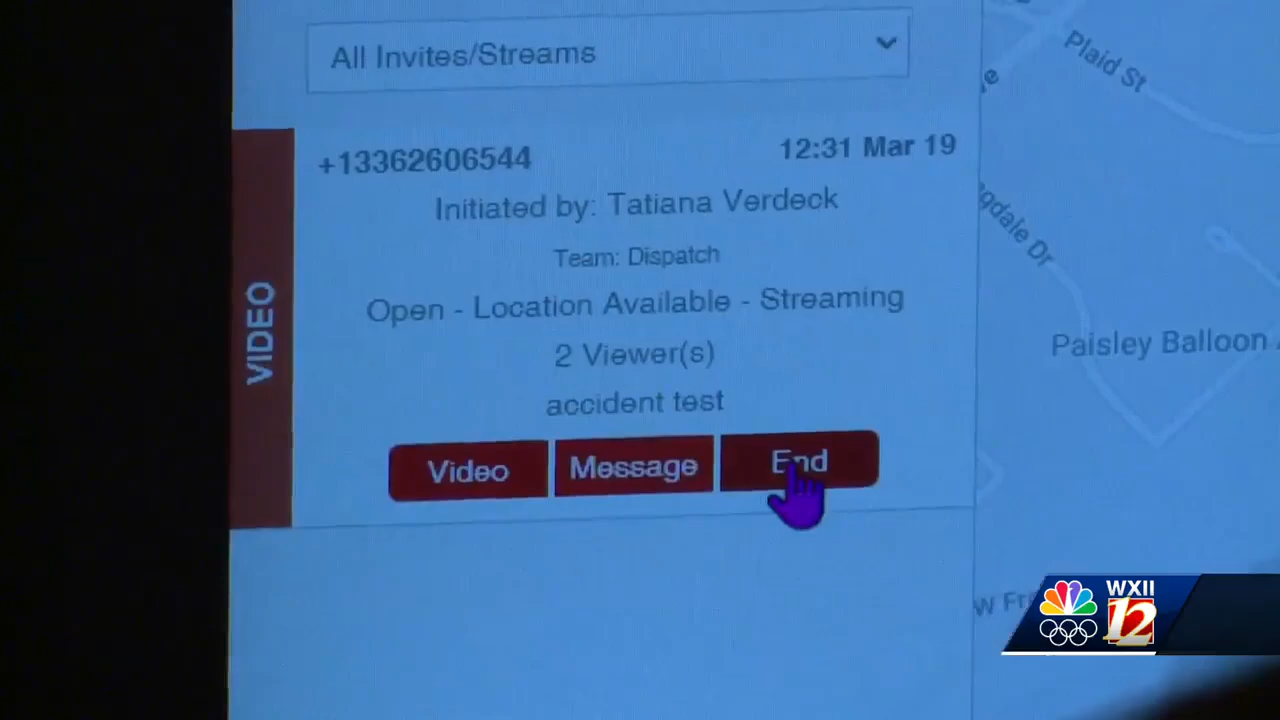 All Invites/Streams
+13362606544
12:31 Mar 19
Initiated by: Tatiana Verdeck
Team: Dispatch
Open - Location Available - Streaming
2 Viewer(s)
accident test
Video
Message
End
VIDEO
Plaid St
Dr
Paisley Balloon
W
WXII
12